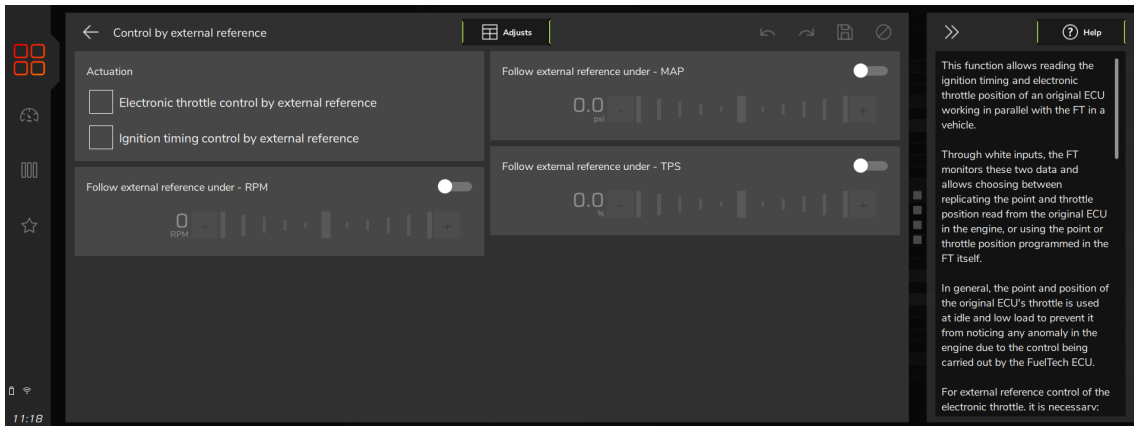 Control by external reference
Adjusts
Help
Actuation
Electronic throttle control by external reference
Ignition timing control by external reference
Follow external reference under - RPM
0
RPM
-
+
Follow external reference under - MAP
0.0
psi
-
+
Follow external reference under - TPS
0.0
%
-
+
This function allows reading the
ignition timing and electronic
throttle position of an original ECU
working in parallel with the FT in a
vehicle.
Through white inputs, the FT
monitors these two data and
allows choosing between
replicating the point and throttle
position read from the original ECU
in the engine, or using the point or
throttle position programmed in the
FT itself.
In general, the point and position of
the original ECU's throttle is used
at idle and low load to prevent it
from noticing any anomaly in the
engine due to the control being
carried out by the FuelTech ECU.
For external reference control of the
electronic throttle, it is necessary:
11:18